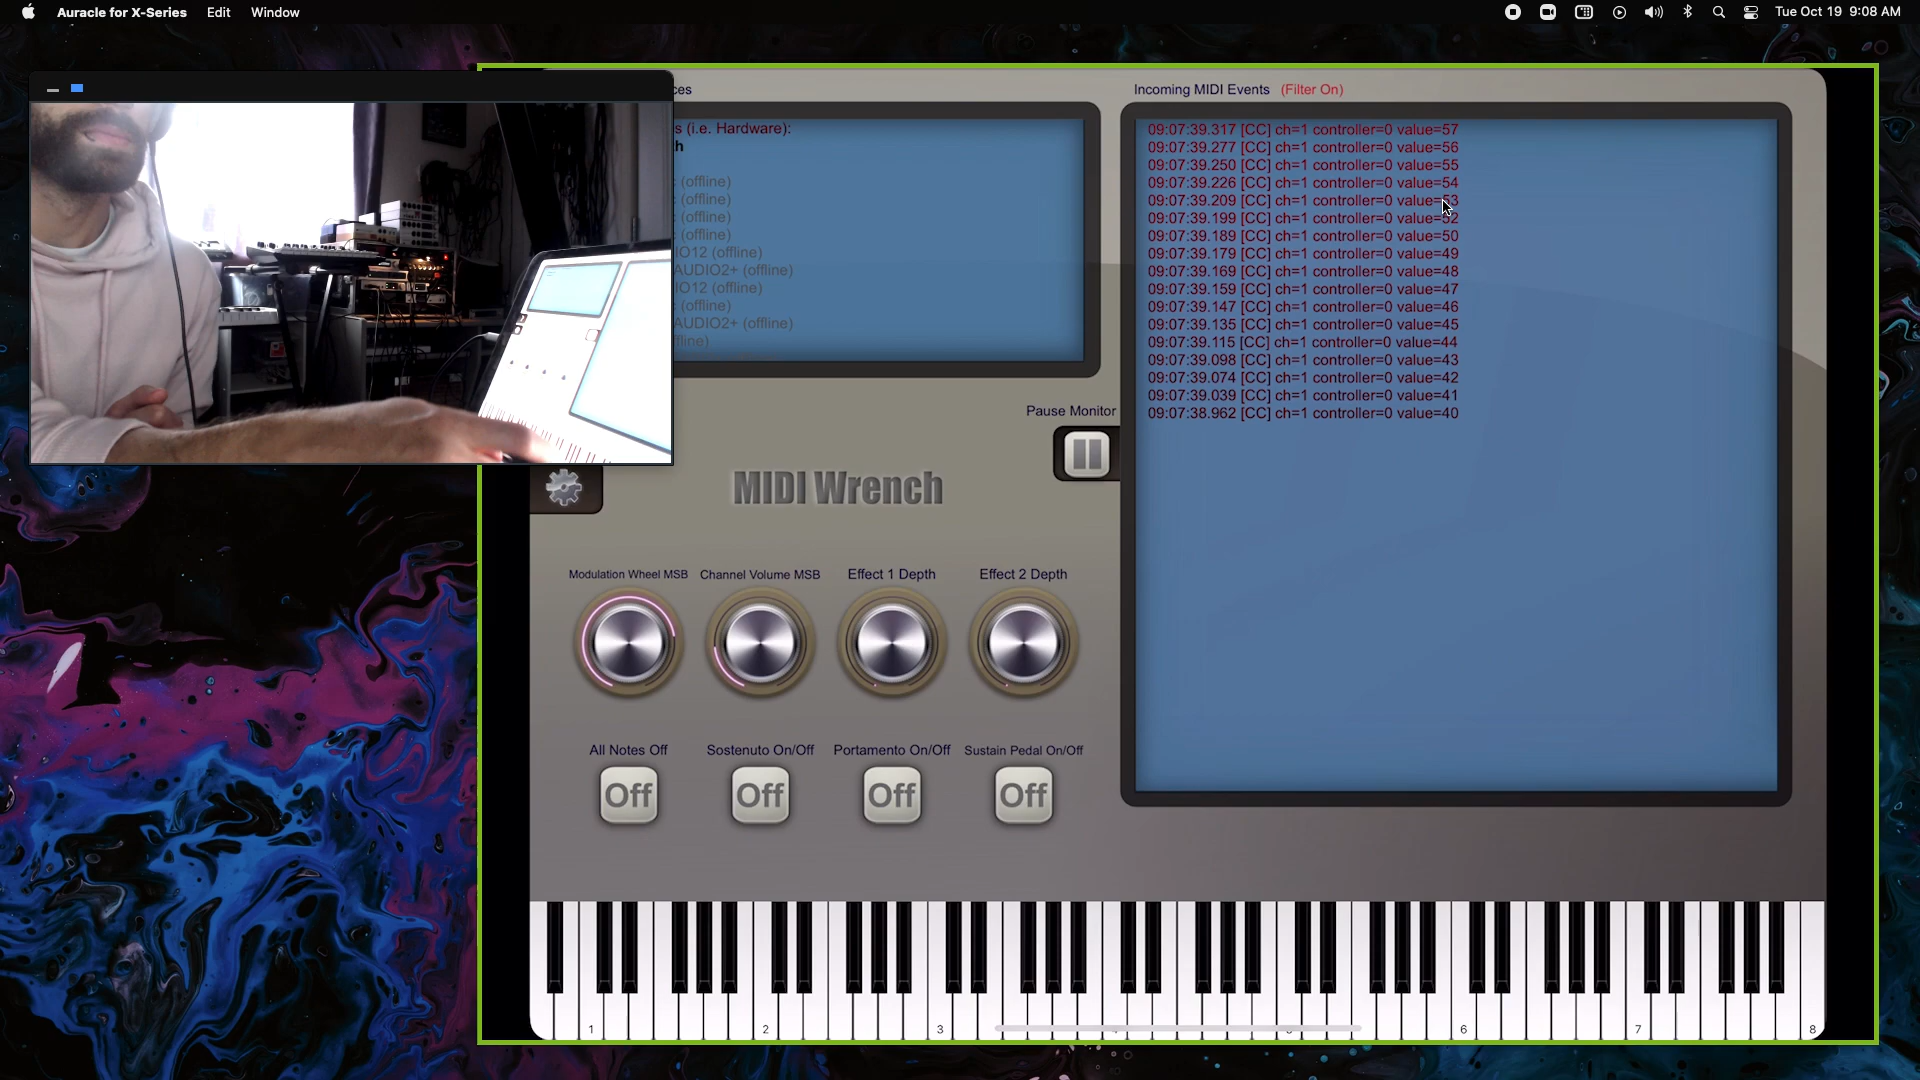 Auracle for X-Series Edit Window
Tue Oct 19 9:08 AM
ces
s (i.e. Hardware):
h
(offline)
(offline)
(offline)
(offline)
IO12 (offline)
AUDIO2+ (offline)
IO12 (offline)
(offline)
AUDIO2+ (offline)
ffline)
Incoming MIDI Events (Filter On)
09:07:39.317 [CC] ch=1 controller=0 value=57
09:07:39.277 [CC] ch=1 controller=0 value=56
09:07:39.250 [CC] ch=1 controller=0 value=55
09:07:39.226 [CC] ch=1 controller=0 value=54
09:07:39.209 [CC] ch=1 controller=0 value=53
09:07:39.199 [CC] ch=1 controller=0 value=52
09:07:39.189 [CC] ch=1 controller=0 value=50
09:07:39.179 [CC] ch=1 controller=0 value=49
09:07:39.169 [CC] ch=1 controller=0 value=48
09:07:39.159 [CC] ch=1 controller=0 value=47
09:07:39.147 [CC] ch=1 controller=0 value=46
09:07:39.135 [CC] ch=1 controller=0 value=45
09:07:39.115 [CC] ch=1 controller=0 value=44
09:07:39.098 [CC] ch=1 controller=0 value=43
09:07:39.074 [CC] ch=1 controller=0 value=42
09:07:39.039 [CC] ch=1 controller=0 value=41
09:07:38.962 [CC] ch=1 controller=0 value=40
Pause Monitor
MIDI Wrench
Modulation Wheel MSB Channel Volume MSB Effect 1 Depth Effect 2 Depth
All Notes Off Sostenuto On/Off Portamento On/Off Sustain Pedal On/Off
Off Off Off Off
1 2 3 6 7 8